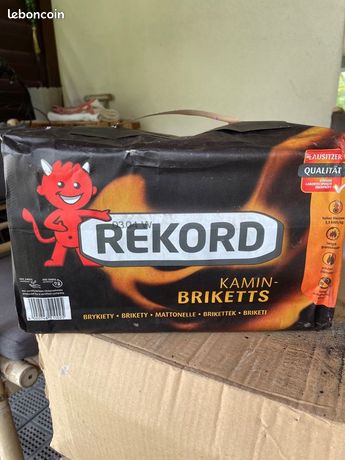 leboncoin
LAUSITZER
QUALITÄT
REKORD
KAMIN-
BRIKETTS
BRYKIETY • BRIKETY • MATTONELLE • BRIKETTEK • BRIKETI